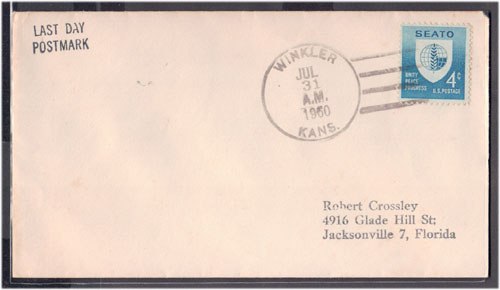 LAST DAY
POSTMARK
WINKLER
JUL
31
A.M.
1960
KANS.
SEATO
UNITY
PEACE
PROGRESS
4¢
U.S. POSTAGE
Robert Crossley
4916 Glade Hill St:
Jacksonville 7, Florida